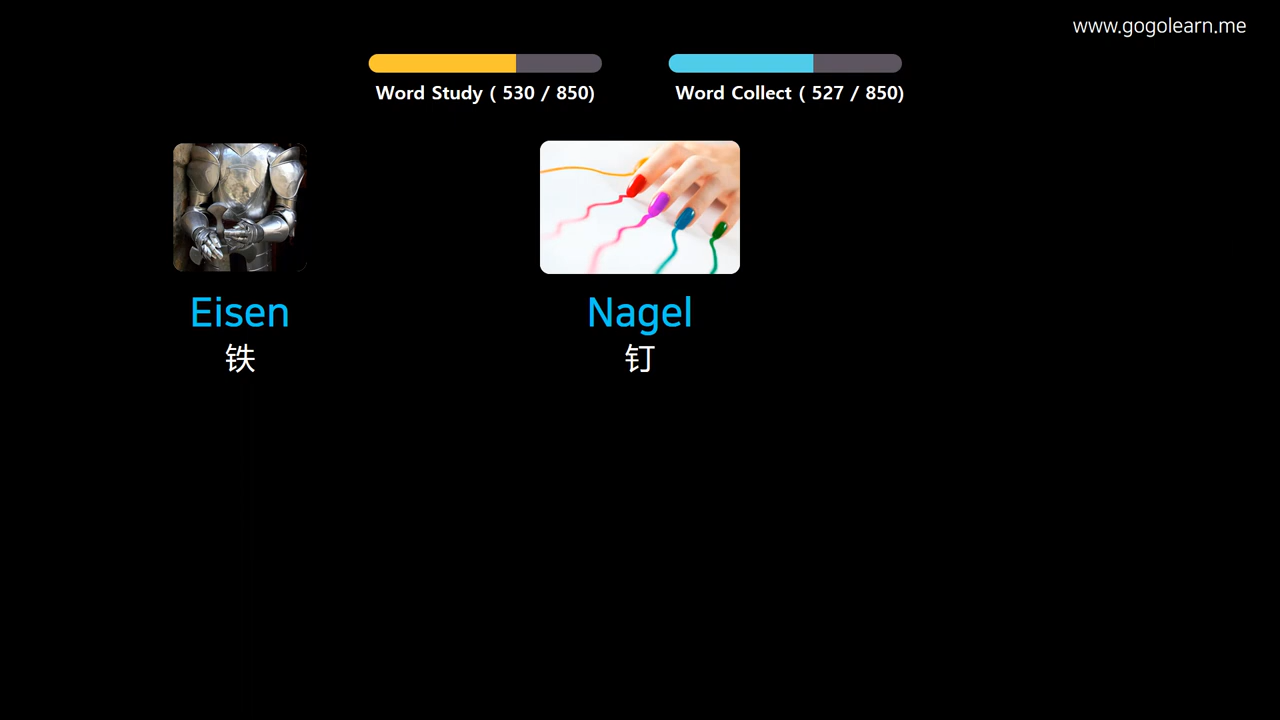 www.gogolearn.me
Word Study ( 530 / 850)
Word Collect ( 527 / 850)
Eisen
铁
Nagel
钉